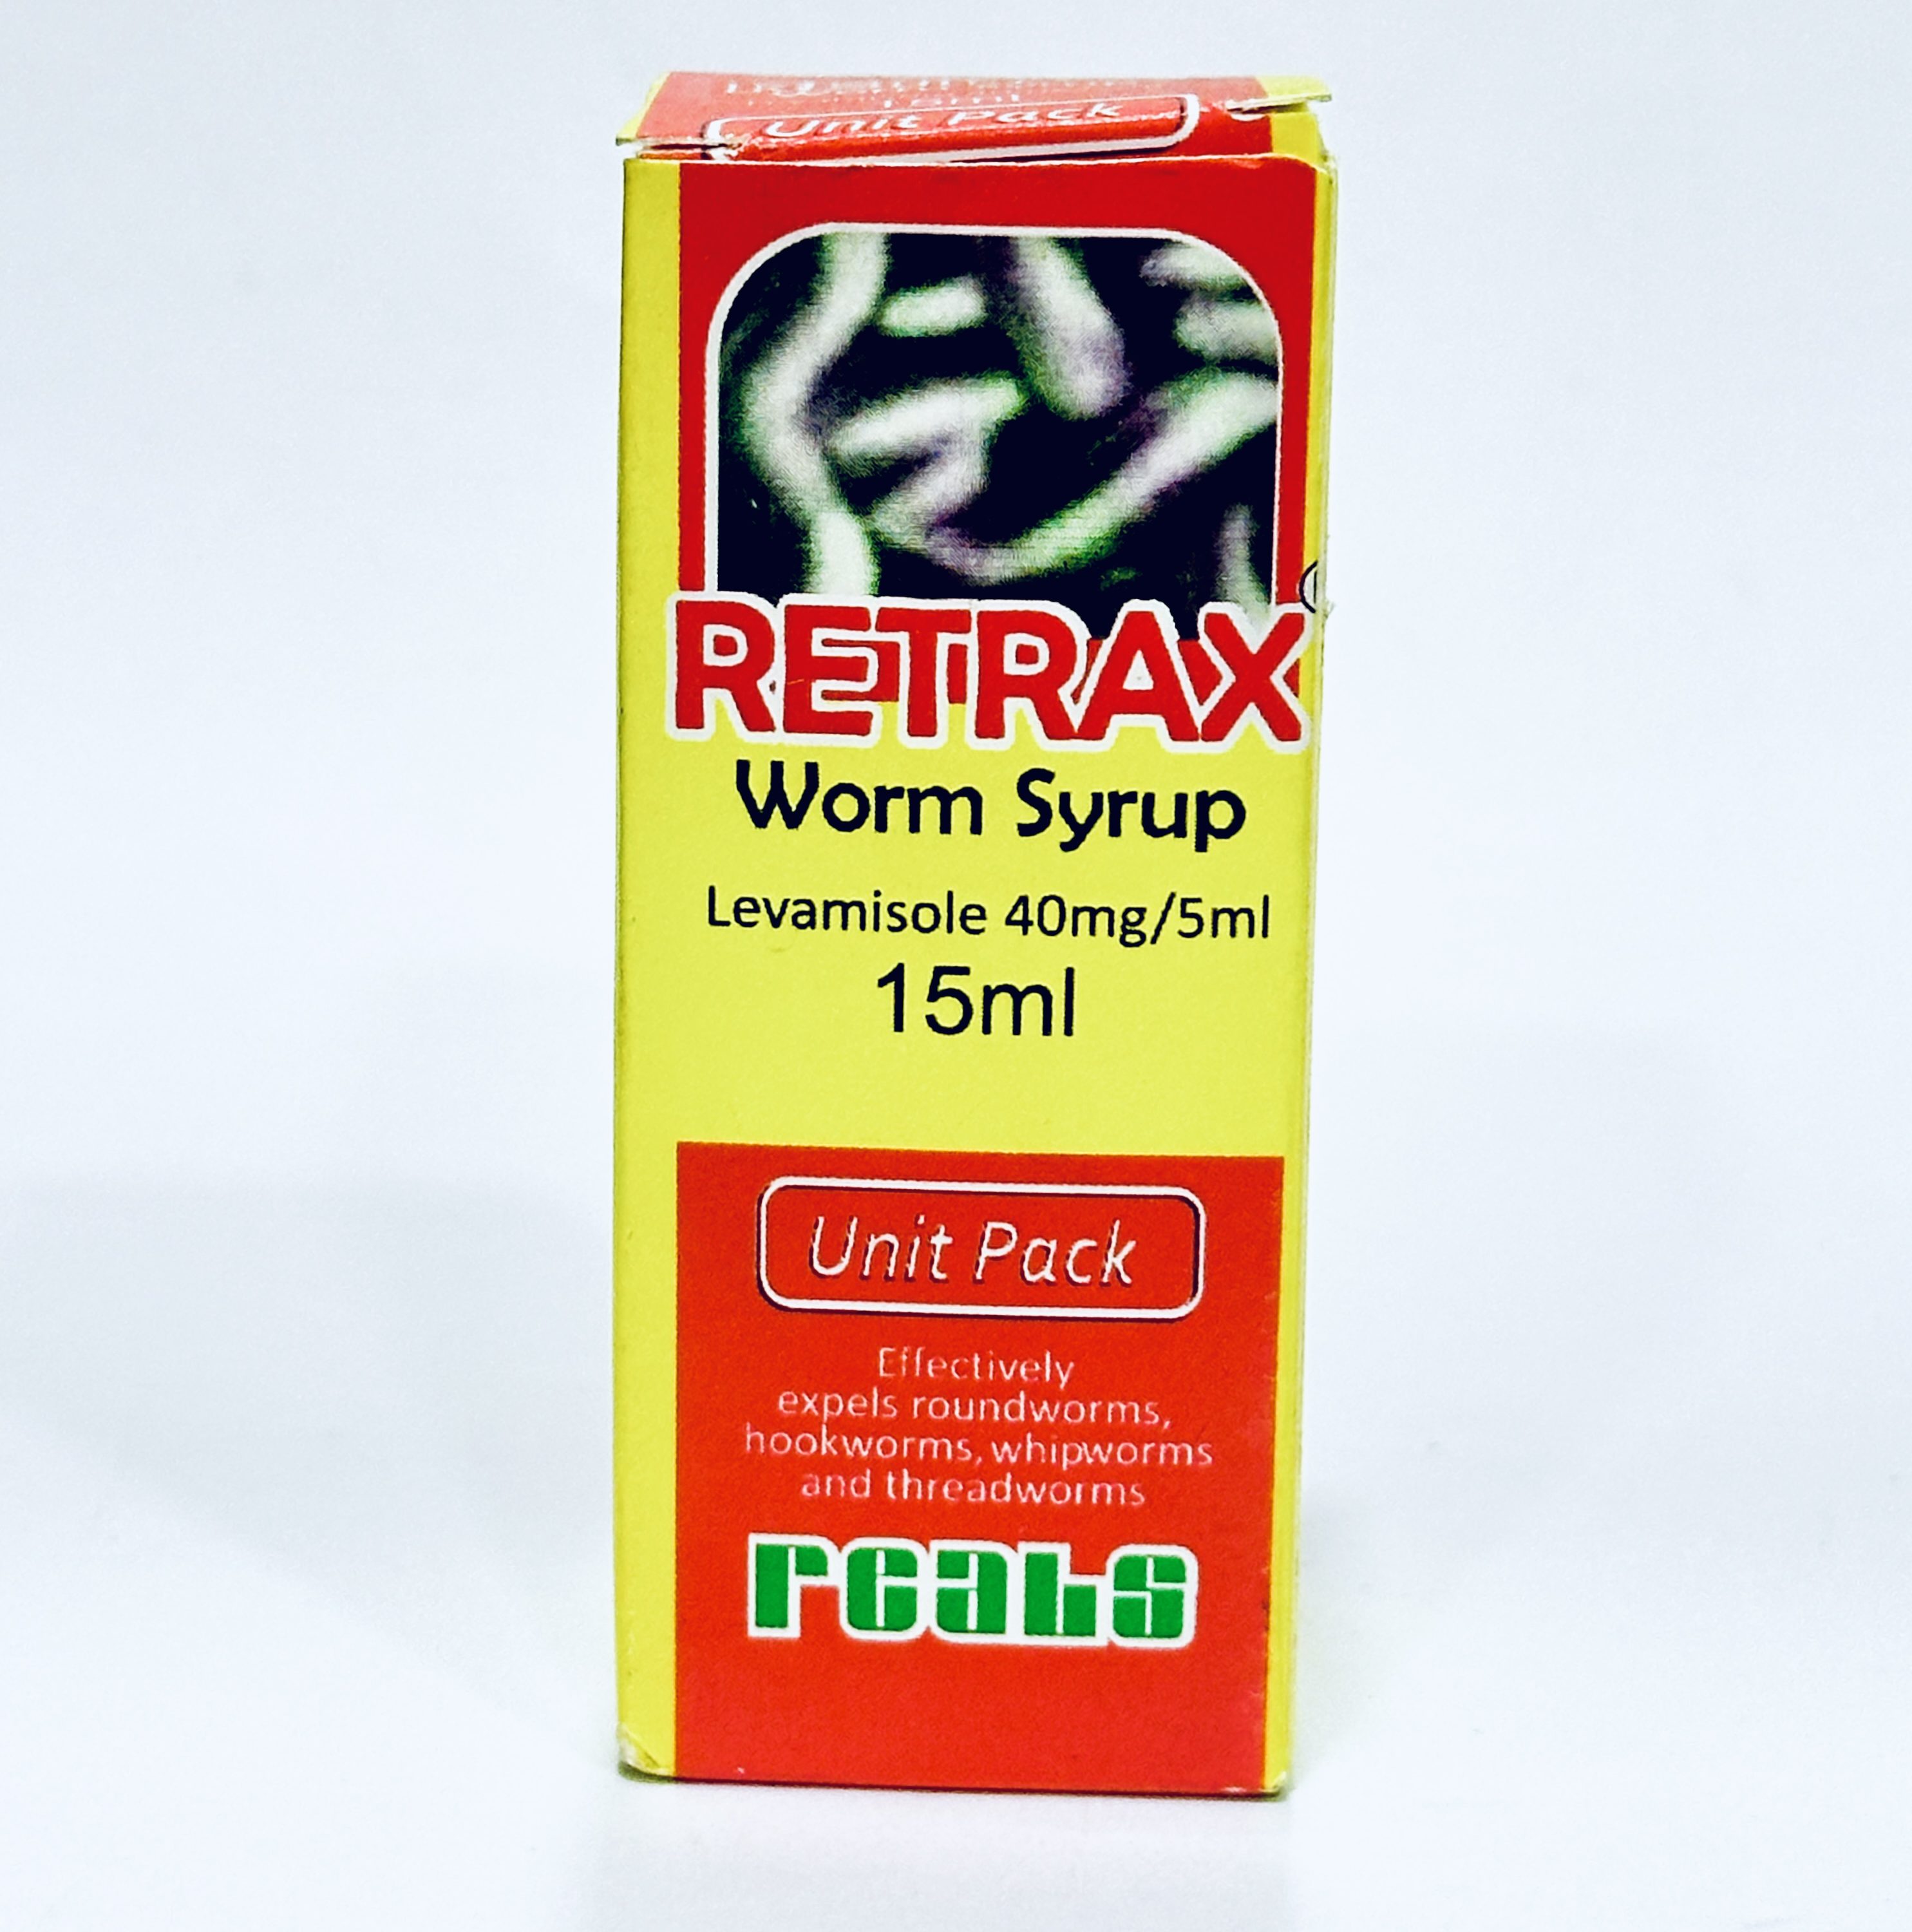 Unit Pack
RETRAX
Worm Syrup
Levamisole 40mg/5ml
15ml
Unit Pack
Effectively
expels roundworms,
hookworms, whipworms
and threadworms
reals